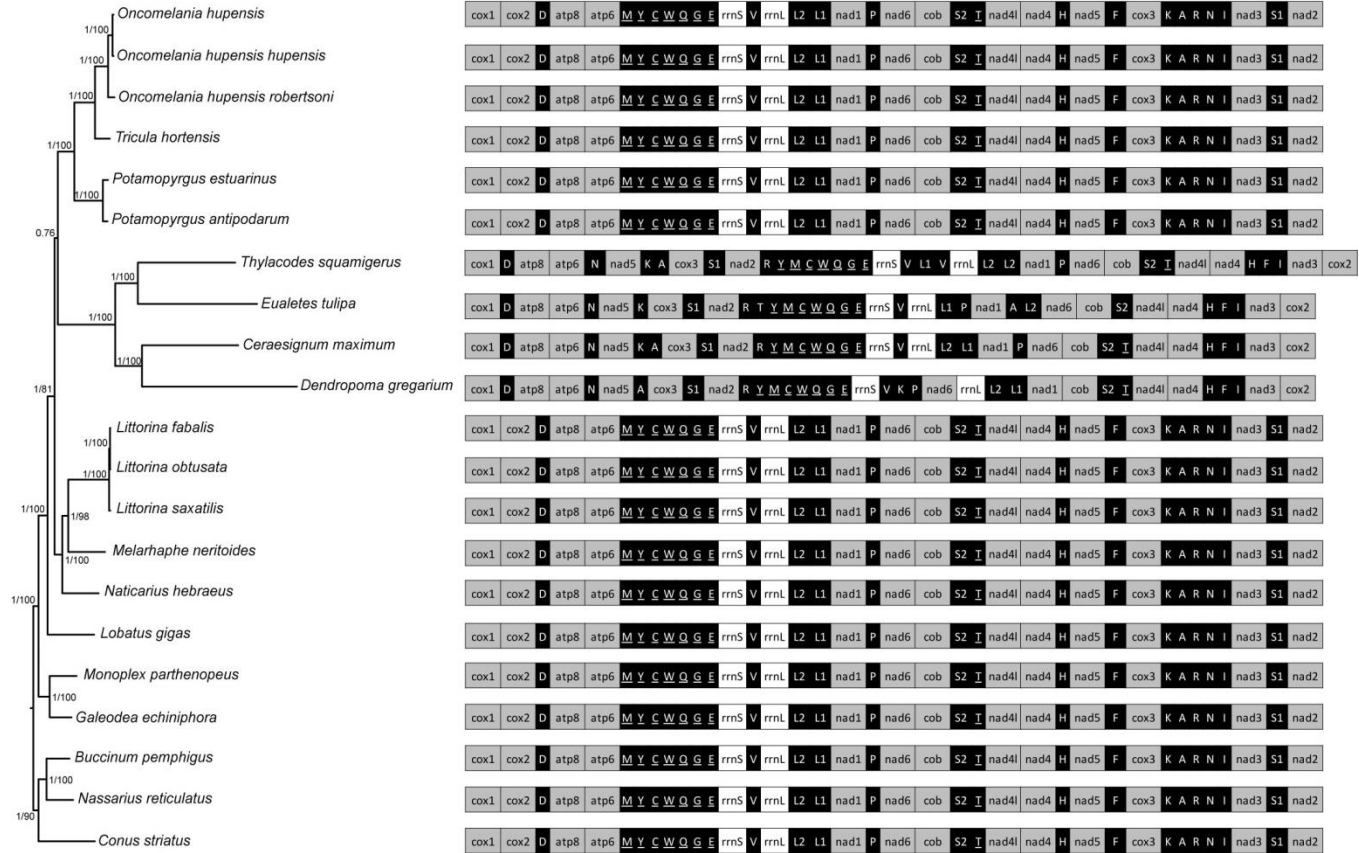 Oncomelania hupensis cox1 cox2 D atp8 atp6 M Y C W Q G E rrnS V rrnL L2 L1 nad1 P nad6 cob S2 T nad4l nad4 H nad5 F cox3 K A R N I nad3 S1 nad2
1/100
Oncomelania hupensis hupensis cox1 cox2 D atp8 atp6 M Y C W Q G E rrnS V rrnL L2 L1 nad1 P nad6 cob S2 T nad4l nad4 H nad5 F cox3 K A R N I nad3 S1 nad2
1/100
Oncomelania hupensis robertsoni cox1 cox2 D atp8 atp6 M Y C W Q G E rrnS V rrnL L2 L1 nad1 P nad6 cob S2 T nad4l nad4 H nad5 F cox3 K A R N I nad3 S1 nad2
1/100
Tricula hortensis cox1 cox2 D atp8 atp6 M Y C W Q G E rrnS V rrnL L2 L1 nad1 P nad6 cob S2 T nad4l nad4 H nad5 F cox3 K A R N I nad3 S1 nad2
1/100
Potamopyrgus estuarinus cox1 cox2 D atp8 atp6 M Y C W Q G E rrnS V rrnL L2 L1 nad1 P nad6 cob S2 T nad4l nad4 H nad5 F cox3 K A R N I nad3 S1 nad2
1/100
Potamopyrgus antipodarum cox1 cox2 D atp8 atp6 M Y C W Q G E rrnS V rrnL L2 L1 nad1 P nad6 cob S2 T nad4l nad4 H nad5 F cox3 K A R N I nad3 S1 nad2
0.76
Thylacodes squamigerus cox1 D atp8 atp6 N nad5 K A cox3 S1 nad2 R Y M C W Q G E rrnS V L1 V rrnL L2 L2 nad1 P nad6 cob S2 T nad4l nad4 H F I nad3 cox2
1/100
Eualetes tulipa cox1 D atp8 atp6 N nad5 K cox3 S1 nad2 R T Y M C W Q G E rrnS V rrnL L1 P nad1 A L2 nad6 cob S2 nad4l nad4 H F I nad3 cox2
1/100
Ceraesignum maximum cox1 D atp8 atp6 N nad5 K A cox3 S1 nad2 R Y M C W Q G E rrnS V rrnL L2 L1 nad1 P nad6 cob S2 T nad4l nad4 H F I nad3 cox2
1/100
Dendropoma gregarium cox1 D atp8 atp6 N nad5 A cox3 S1 nad2 R Y M C W Q G E rrnS V K P nad6 rrnL L2 L1 nad1 cob S2 T nad4l nad4 H F I nad3 cox2
1/81
Littorina fabalis cox1 cox2 D atp8 atp6 M Y C W Q G E rrnS V rrnL L2 L1 nad1 P nad6 cob S2 T nad4l nad4 H nad5 F cox3 K A R N I nad3 S1 nad2
1/100
Littorina obtusata cox1 cox2 D atp8 atp6 M Y C W Q G E rrnS V rrnL L2 L1 nad1 P nad6 cob S2 T nad4l nad4 H nad5 F cox3 K A R N I nad3 S1 nad2
1/100
Littorina saxatilis cox1 cox2 D atp8 atp6 M Y C W Q G E rrnS V rrnL L2 L1 nad1 P nad6 cob S2 T nad4l nad4 H nad5 F cox3 K A R N I nad3 S1 nad2
1/100 1/98
Melarhaphe neritoides cox1 cox2 D atp8 atp6 M Y C W Q G E rrnS V rrnL L2 L1 nad1 P nad6 cob S2 T nad4l nad4 H nad5 F cox3 K A R N I nad3 S1 nad2
1/100
Naticarius hebraeus cox1 cox2 D atp8 atp6 M Y C W Q G E rrnS V rrnL L2 L1 nad1 P nad6 cob S2 T nad4l nad4 H nad5 F cox3 K A R N I nad3 S1 nad2
1/100
Lobatus gigas cox1 cox2 D atp8 atp6 M Y C W Q G E rrnS V rrnL L2 L1 nad1 P nad6 cob S2 T nad4l nad4 H nad5 F cox3 K A R N I nad3 S1 nad2
Monoplex parthenopeus cox1 cox2 D atp8 atp6 M Y C W Q G E rrnS V rrnL L2 L1 nad1 P nad6 cob S2 T nad4l nad4 H nad5 F cox3 K A R N I nad3 S1 nad2
1/100
Galeodea echiniphora cox1 cox2 D atp8 atp6 M Y C W Q G E rrnS V rrnL L2 L1 nad1 P nad6 cob S2 T nad4l nad4 H nad5 F cox3 K A R N I nad3 S1 nad2
Buccinum pemphigus cox1 cox2 D atp8 atp6 M Y C W Q G E rrnS V rrnL L2 L1 nad1 P nad6 cob S2 T nad4l nad4 H nad5 F cox3 K A R N I nad3 S1 nad2
1/100
Nassarius reticulatus cox1 cox2 D atp8 atp6 M Y C W Q G E rrnS V rrnL L2 L1 nad1 P nad6 cob S2 T nad4l nad4 H nad5 F cox3 K A R N I nad3 S1 nad2
1/90
Conus striatus cox1 cox2 D atp8 atp6 M Y C W Q G E rrnS V rrnL L2 L1 nad1 P nad6 cob S2 T nad4l nad4 H nad5 F cox3 K A R N I nad3 S1 nad2